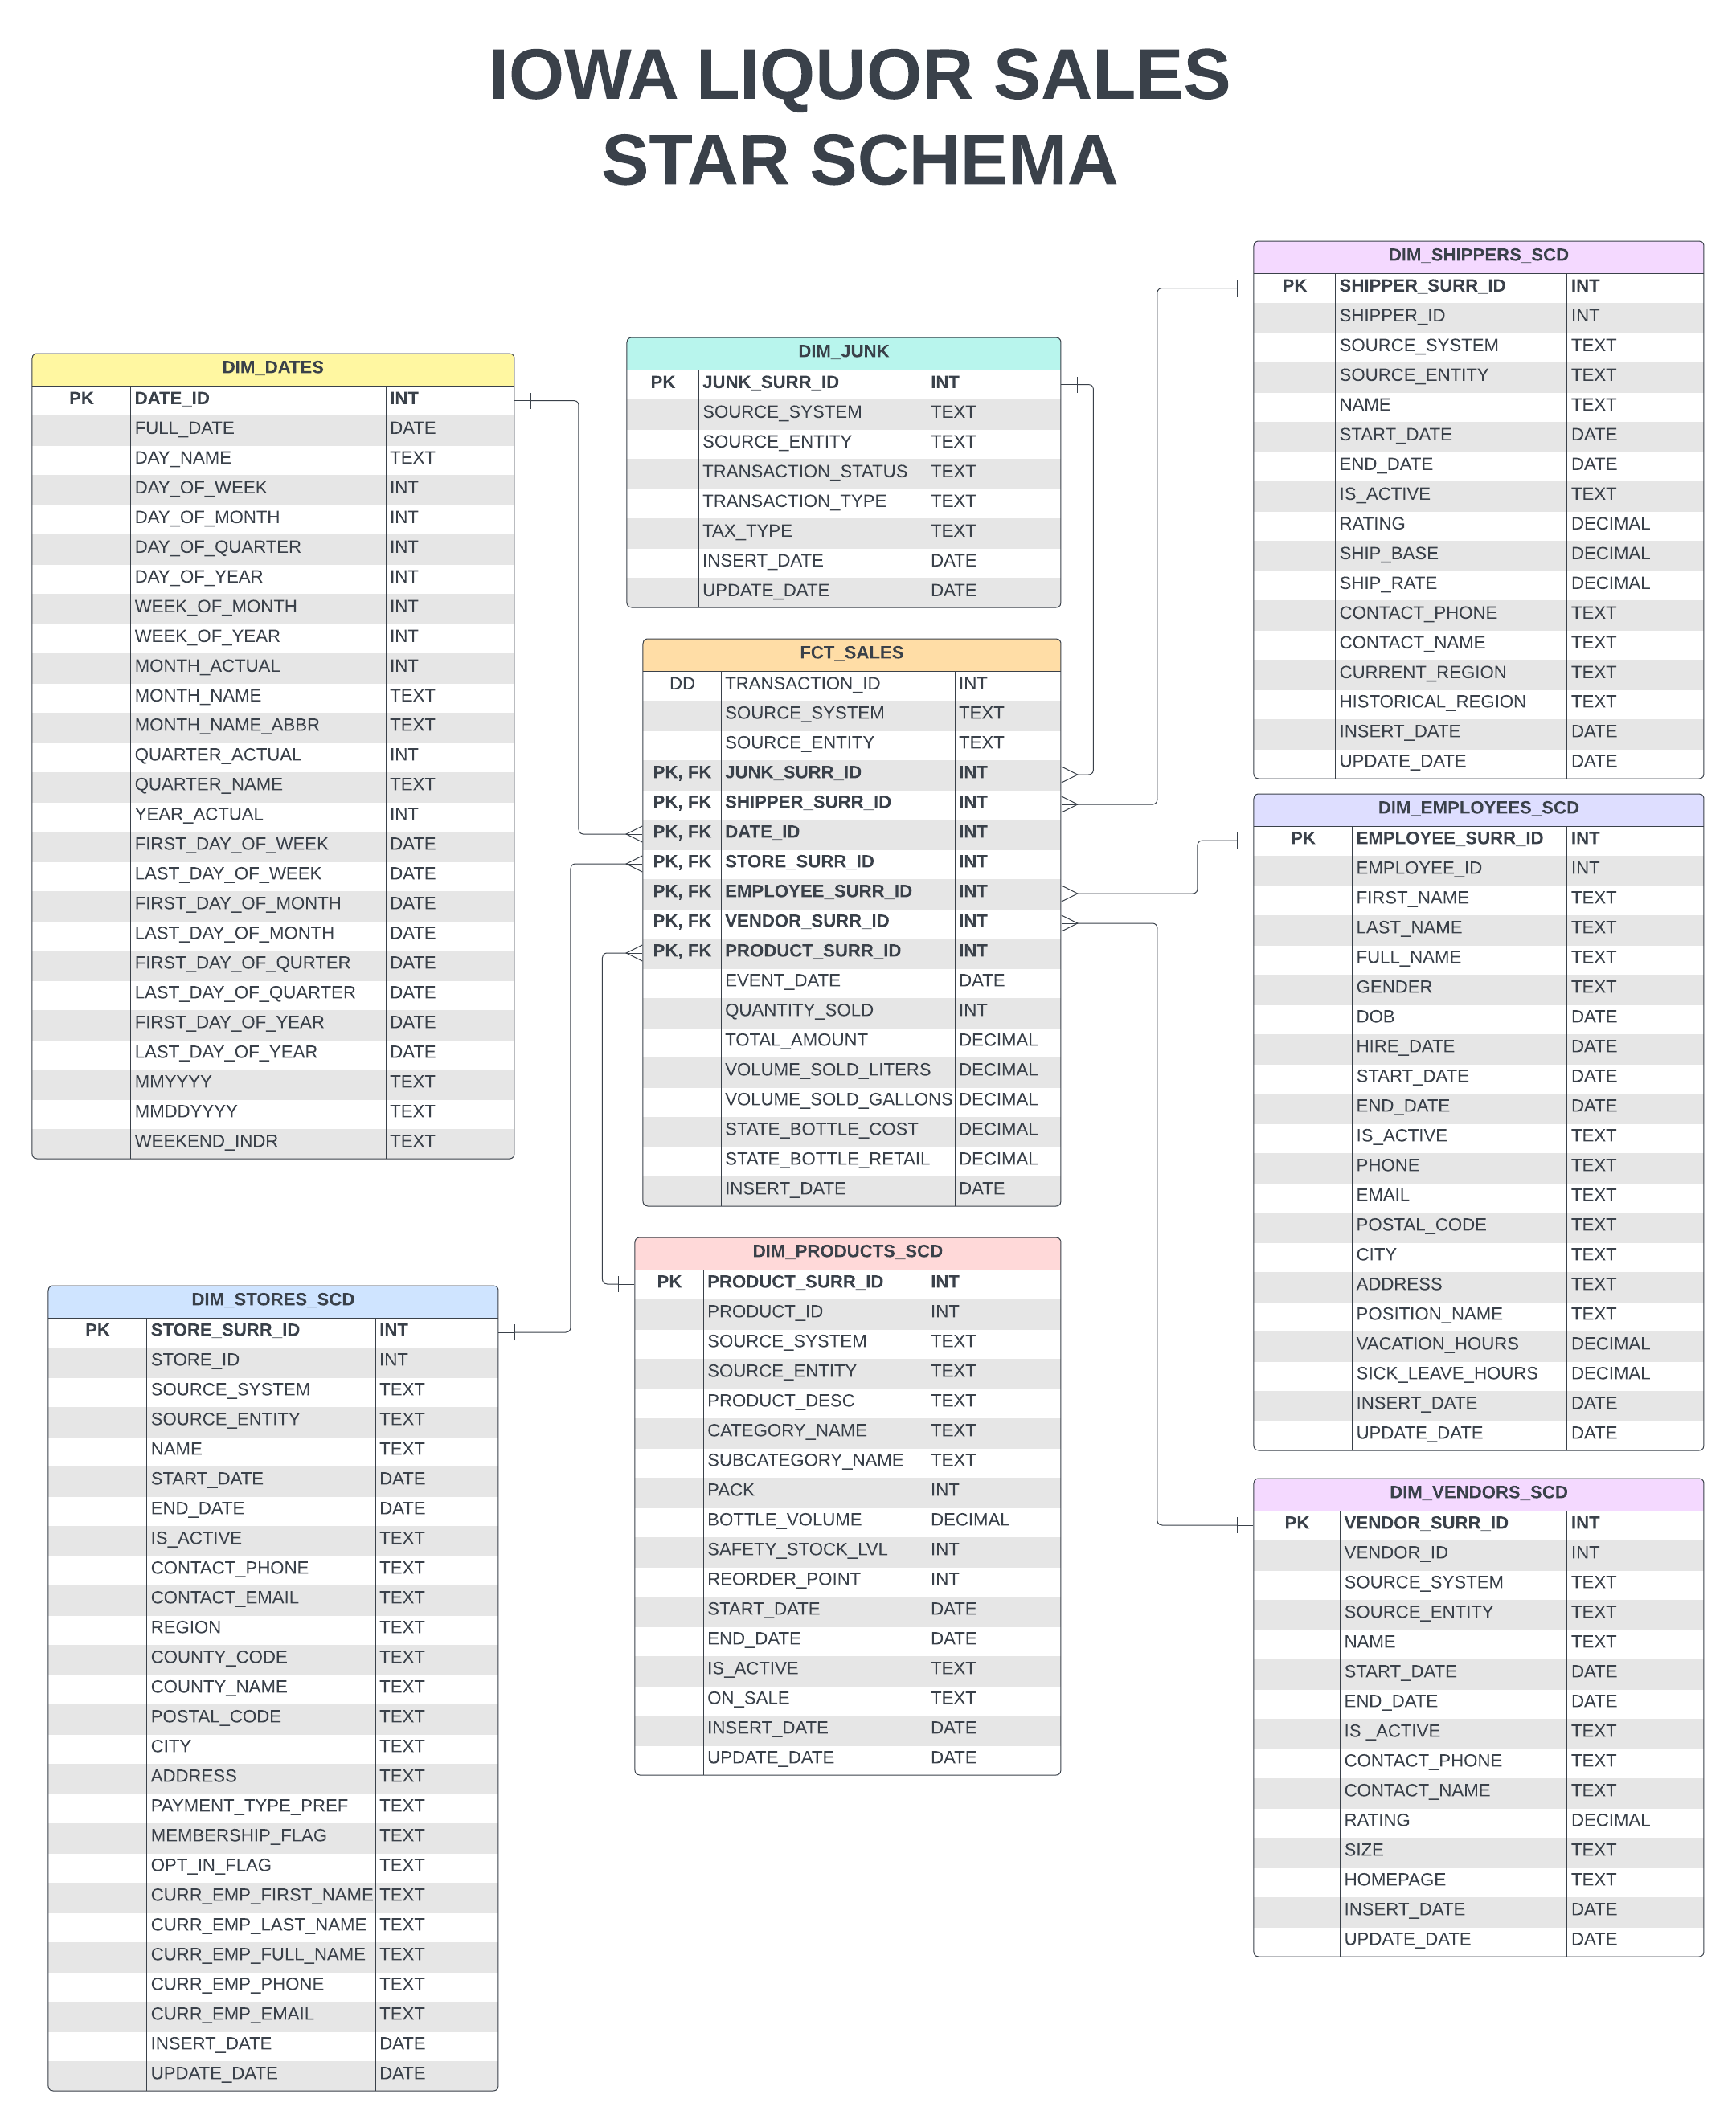 IOWA LIQUOR SALES
STAR SCHEMA
DIM_DATES
PK DATE_ID INT
FULL_DATE DATE
DAY_NAME TEXT
DAY_OF_WEEK INT
DAY_OF_MONTH INT
DAY_OF_QUARTER INT
DAY_OF_YEAR INT
WEEK_OF_MONTH INT
WEEK_OF_YEAR INT
MONTH_ACTUAL INT
MONTH_NAME TEXT
MONTH_NAME_ABBR TEXT
QUARTER_ACTUAL INT
QUARTER_NAME TEXT
YEAR_ACTUAL INT
FIRST_DAY_OF_WEEK DATE
LAST_DAY_OF_WEEK DATE
FIRST_DAY_OF_MONTH DATE
LAST_DAY_OF_MONTH DATE
FIRST_DAY_OF_QURTER DATE
LAST_DAY_OF_QUARTER DATE
FIRST_DAY_OF_YEAR DATE
LAST_DAY_OF_YEAR DATE
MMYYYY TEXT
MMDDYYYY TEXT
WEEKEND_INDR TEXT
DIM_STORES_SCD
PK STORE_SURR_ID INT
STORE_ID INT
SOURCE_SYSTEM TEXT
SOURCE_ENTITY TEXT
NAME TEXT
START_DATE DATE
END_DATE DATE
IS_ACTIVE TEXT
CONTACT_PHONE TEXT
CONTACT_EMAIL TEXT
REGION TEXT
COUNTY_CODE TEXT
COUNTY_NAME TEXT
POSTAL_CODE TEXT
CITY TEXT
ADDRESS TEXT
PAYMENT_TYPE_PREF TEXT
MEMBERSHIP_FLAG TEXT
OPT_IN_FLAG TEXT
CURR_EMP_FIRST_NAME TEXT
CURR_EMP_LAST_NAME TEXT
CURR_EMP_FULL_NAME TEXT
CURR_EMP_PHONE TEXT
CURR_EMP_EMAIL TEXT
INSERT_DATE DATE
UPDATE_DATE DATE
DIM_JUNK
PK JUNK_SURR_ID INT
SOURCE_SYSTEM TEXT
SOURCE_ENTITY TEXT
TRANSACTION_STATUS TEXT
TRANSACTION_TYPE TEXT
TAX_TYPE TEXT
INSERT_DATE DATE
UPDATE_DATE DATE
FCT_SALES
DD TRANSACTION_ID INT
SOURCE_SYSTEM TEXT
SOURCE_ENTITY TEXT
PK, FK JUNK_SURR_ID INT
PK, FK SHIPPER_SURR_ID INT
PK, FK DATE_ID INT
PK, FK STORE_SURR_ID INT
PK, FK EMPLOYEE_SURR_ID INT
PK, FK VENDOR_SURR_ID INT
PK, FK PRODUCT_SURR_ID INT
EVENT_DATE DATE
QUANTITY_SOLD INT
TOTAL_AMOUNT DECIMAL
VOLUME_SOLD_LITERS DECIMAL
VOLUME_SOLD_GALLONS DECIMAL
STATE_BOTTLE_COST DECIMAL
STATE_BOTTLE_RETAIL DECIMAL
INSERT_DATE DATE
DIM_PRODUCTS_SCD
PK PRODUCT_SURR_ID INT
PRODUCT_ID INT
SOURCE_SYSTEM TEXT
SOURCE_ENTITY TEXT
PRODUCT_DESC TEXT
CATEGORY_NAME TEXT
SUBCATEGORY_NAME TEXT
PACK INT
BOTTLE_VOLUME DECIMAL
SAFETY_STOCK_LVL INT
REORDER_POINT INT
START_DATE DATE
END_DATE DATE
IS_ACTIVE TEXT
ON_SALE TEXT
INSERT_DATE DATE
UPDATE_DATE DATE
DIM_SHIPPERS_SCD
PK SHIPPER_SURR_ID INT
SHIPPER_ID INT
SOURCE_SYSTEM TEXT
SOURCE_ENTITY TEXT
NAME TEXT
START_DATE DATE
END_DATE DATE
IS_ACTIVE TEXT
RATING DECIMAL
SHIP_BASE DECIMAL
SHIP_RATE DECIMAL
CONTACT_PHONE TEXT
CONTACT_NAME TEXT
CURRENT_REGION TEXT
HISTORICAL_REGION TEXT
INSERT_DATE DATE
UPDATE_DATE DATE
DIM_EMPLOYEES_SCD
PK EMPLOYEE_SURR_ID INT
EMPLOYEE_ID INT
FIRST_NAME TEXT
LAST_NAME TEXT
FULL_NAME TEXT
GENDER TEXT
DOB DATE
HIRE_DATE DATE
START_DATE DATE
END_DATE DATE
IS_ACTIVE TEXT
PHONE TEXT
EMAIL TEXT
POSTAL_CODE TEXT
CITY TEXT
ADDRESS TEXT
POSITION_NAME TEXT
VACATION_HOURS DECIMAL
SICK_LEAVE_HOURS DECIMAL
INSERT_DATE DATE
UPDATE_DATE DATE
DIM_VENDORS_SCD
PK VENDOR_SURR_ID INT
VENDOR_ID INT
SOURCE_SYSTEM TEXT
SOURCE_ENTITY TEXT
NAME TEXT
START_DATE DATE
END_DATE DATE
IS _ACTIVE TEXT
CONTACT_PHONE TEXT
CONTACT_NAME TEXT
RATING DECIMAL
SIZE TEXT
HOMEPAGE TEXT
INSERT_DATE DATE
UPDATE_DATE DATE